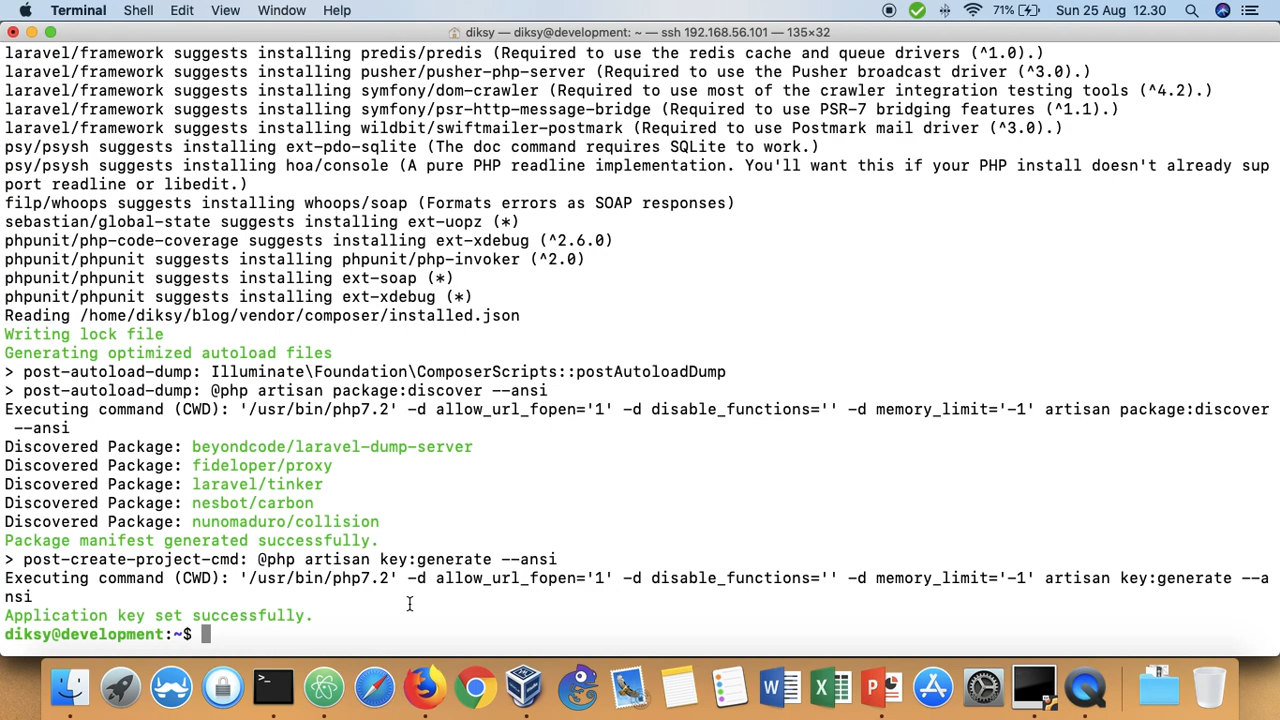 Terminal Shell Edit View Window Help 71% Sun 25 Aug 12.30
diksy — diksy@development: ~ — ssh 192.168.56.101 — 135×32
laravel/framework suggests installing predis/predis (Required to use the redis cache and queue drivers (^1.0).)
laravel/framework suggests installing pusher/pusher-php-server (Required to use the Pusher broadcast driver (^3.0).)
laravel/framework suggests installing symfony/dom-crawler (Required to use most of the crawler integration testing tools (^4.2).)
laravel/framework suggests installing symfony/psr-http-message-bridge (Required to use PSR-7 bridging features (^1.1).)
laravel/framework suggests installing wildbit/swiftmailer-postmark (Required to use Postmark mail driver (^3.0).)
psy/psysh suggests installing ext-pdo-sqlite (The doc command requires SQLite to work.)
psy/psysh suggests installing hoa/console (A pure PHP readline implementation. You'll want this if your PHP install doesn't already sup
port readline or libedit.)
filp/whoops suggests installing whoops/soap (Formats errors as SOAP responses)
sebastian/global-state suggests installing ext-uopz (*)
phpunit/php-code-coverage suggests installing ext-xdebug (^2.6.0)
phpunit/phpunit suggests installing phpunit/php-invoker (^2.0)
phpunit/phpunit suggests installing ext-soap (*)
phpunit/phpunit suggests installing ext-xdebug (*)
Reading /home/diksy/blog/vendor/composer/installed.json
Writing lock file
Generating optimized autoload files
> post-autoload-dump: Illuminate\Foundation\ComposerScripts::postAutoloadDump
> post-autoload-dump: @php artisan package:discover --ansi
Executing command (CWD): '/usr/bin/php7.2' -d allow_url_fopen='1' -d disable_functions='' -d memory_limit='-1' artisan package:discover
--ansi
Discovered Package: beyondcode/laravel-dump-server
Discovered Package: fideloper/proxy
Discovered Package: laravel/tinker
Discovered Package: nesbot/carbon
Discovered Package: nunomaduro/collision
Package manifest generated successfully.
> post-create-project-cmd: @php artisan key:generate --ansi
Executing command (CWD): '/usr/bin/php7.2' -d allow_url_fopen='1' -d disable_functions='' -d memory_limit='-1' artisan key:generate --a
nsi
Application key set successfully.
diksy@development:~$